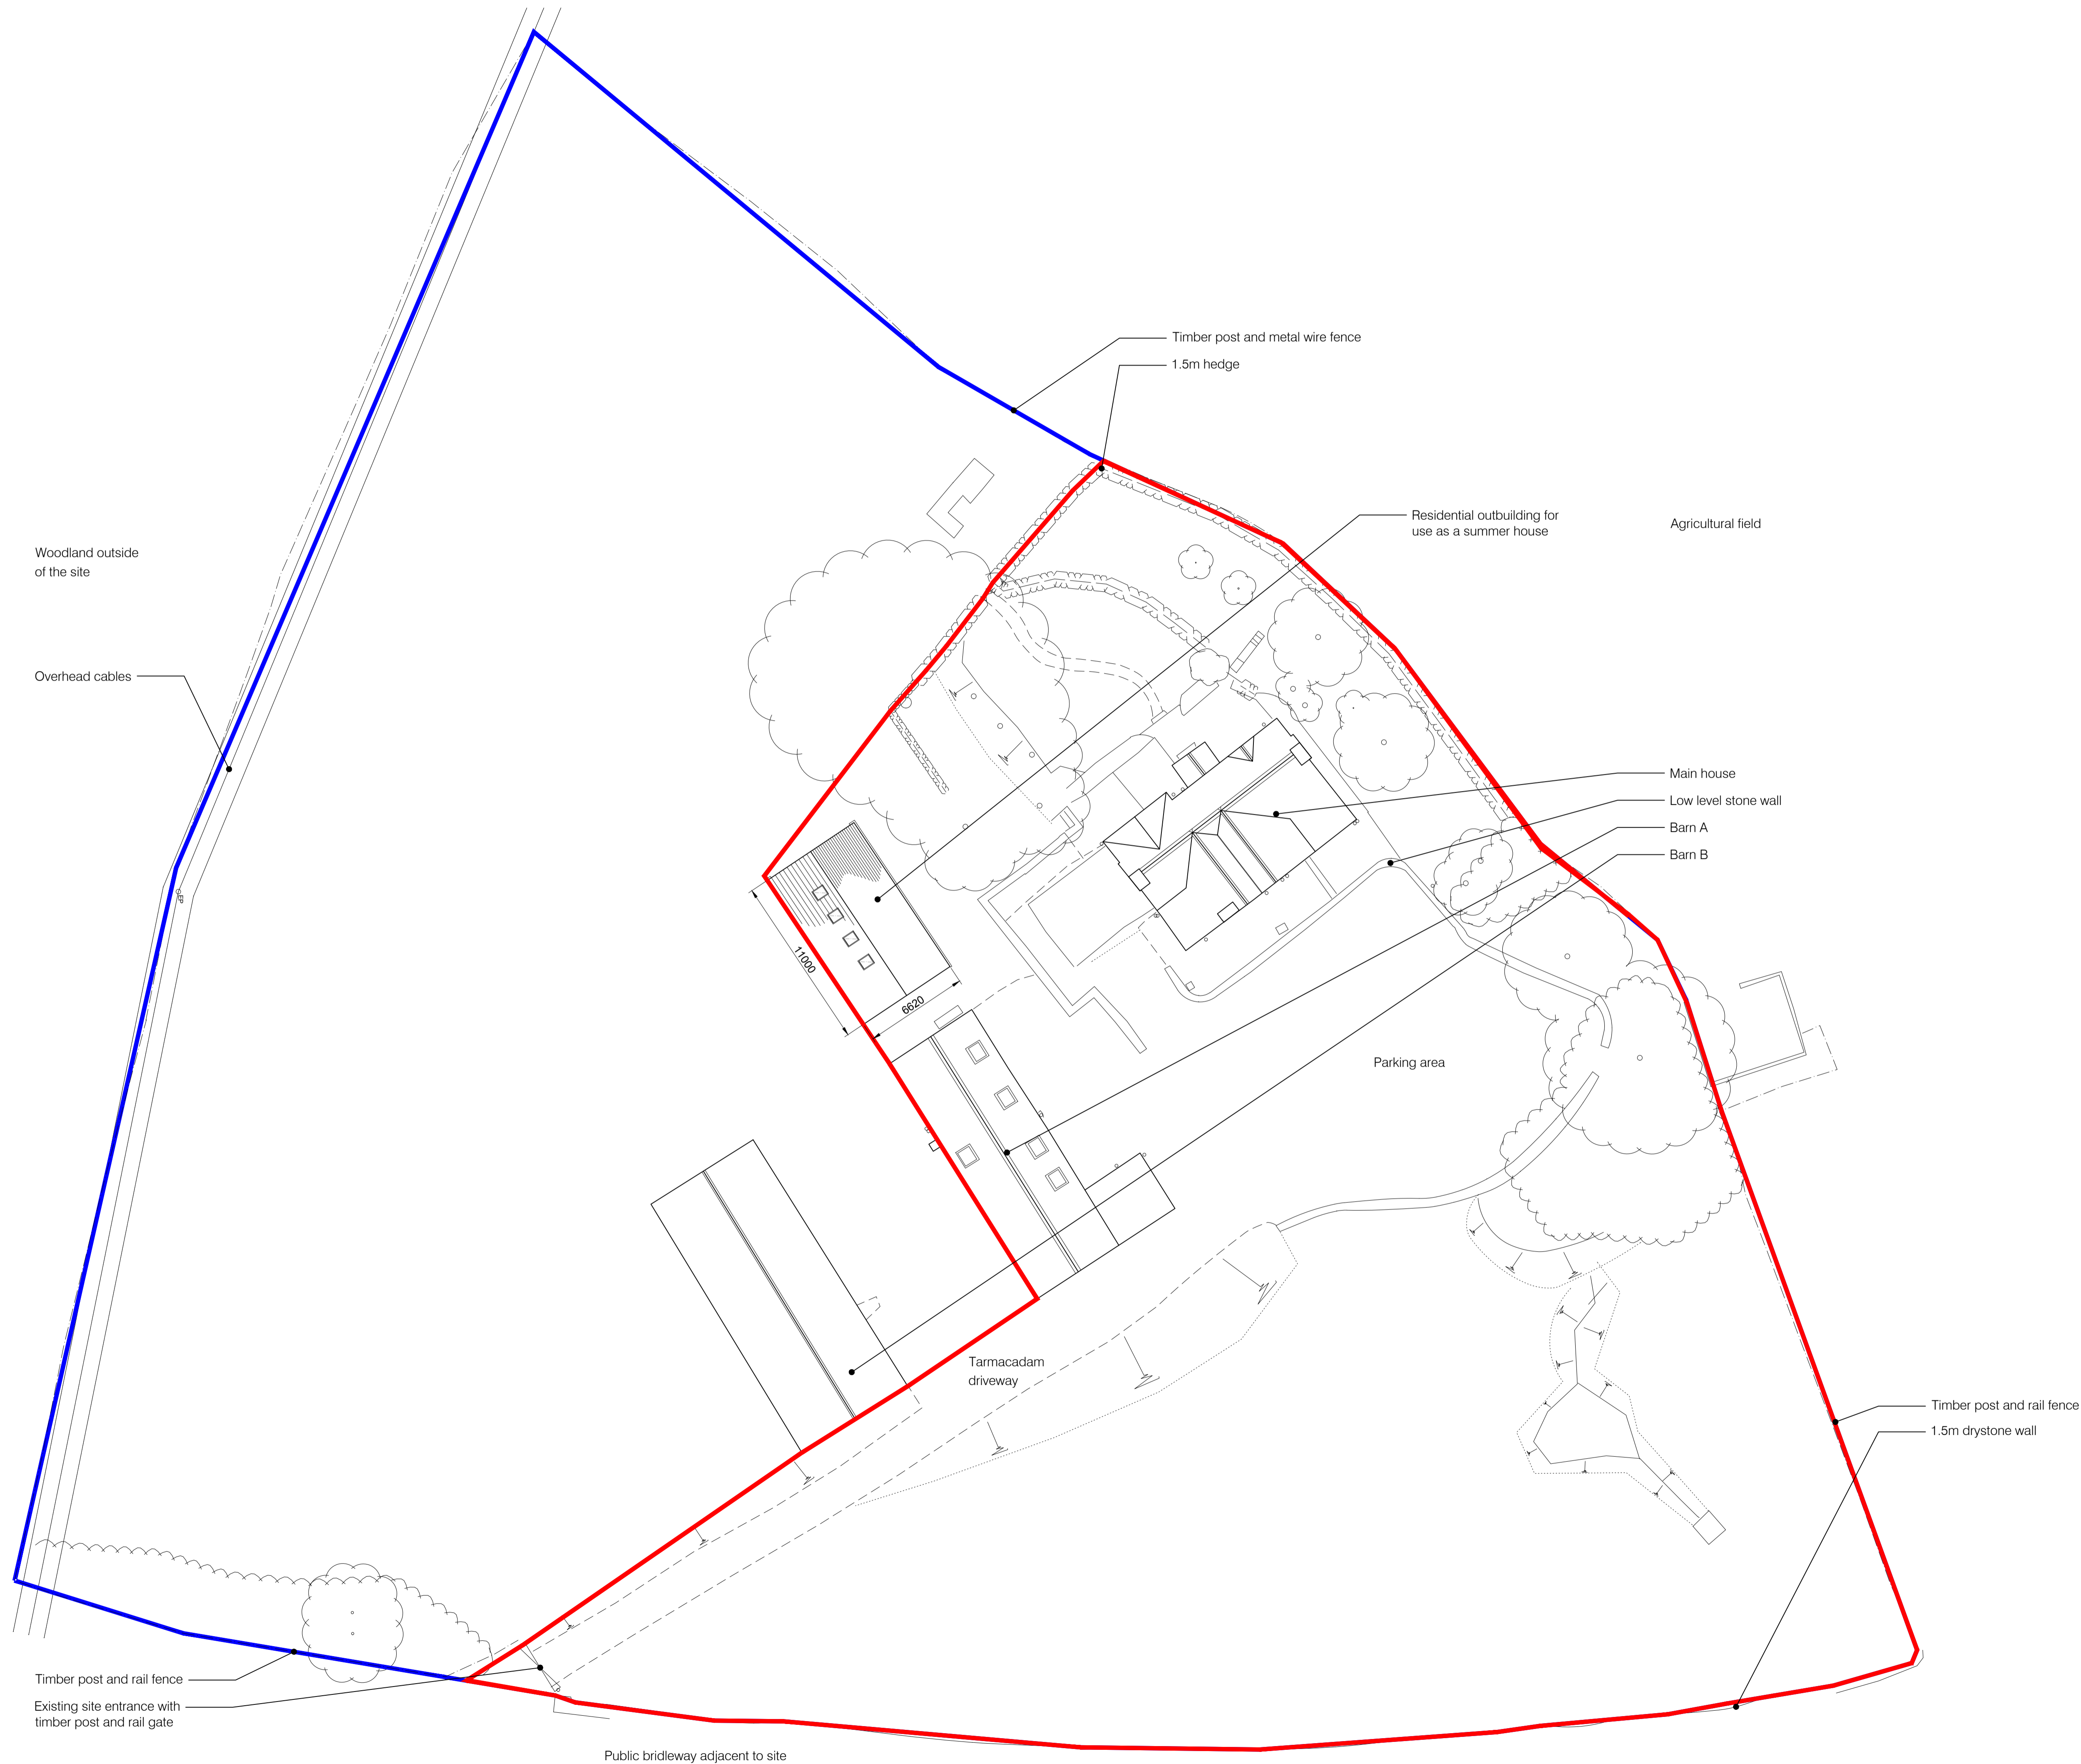 Timber post and metal wire fence
1.5m hedge
Residential outbuilding for
use as a summer house
Agricultural field
Woodland outside
of the site
Overhead cables
Main house
Low level stone wall
Barn A
Barn B
11000
6620
Parking area
Tarmacadam
driveway
Timber post and rail fence
1.5m drystone wall
Timber post and rail fence
Existing site entrance with
timber post and rail gate
Public bridleway adjacent to site